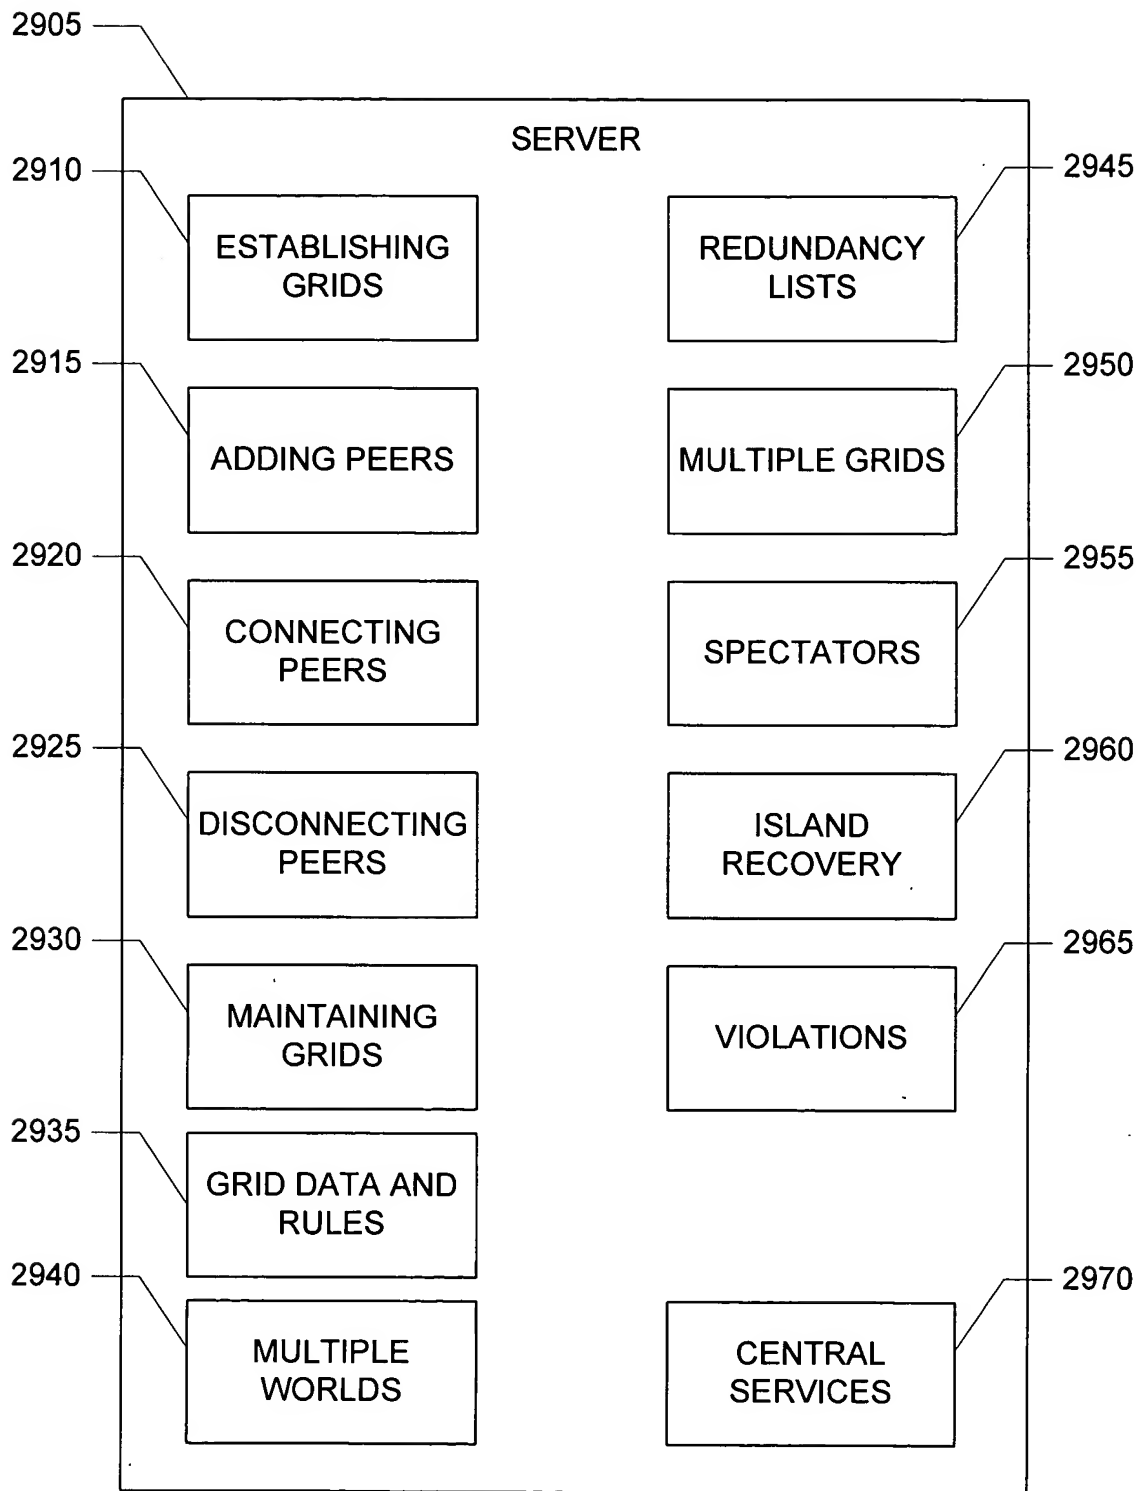 2905
SERVER
2910
ESTABLISHING
GRIDS
2945
REDUNDANCY
LISTS
2915
ADDING PEERS
2950
MULTIPLE GRIDS
2920
CONNECTING
PEERS
2955
SPECTATORS
2925
DISCONNECTING
PEERS
2960
ISLAND
RECOVERY
2930
MAINTAINING
GRIDS
2965
VIOLATIONS
2935
GRID DATA AND
RULES
2940
MULTIPLE
WORLDS
2970
CENTRAL
SERVICES